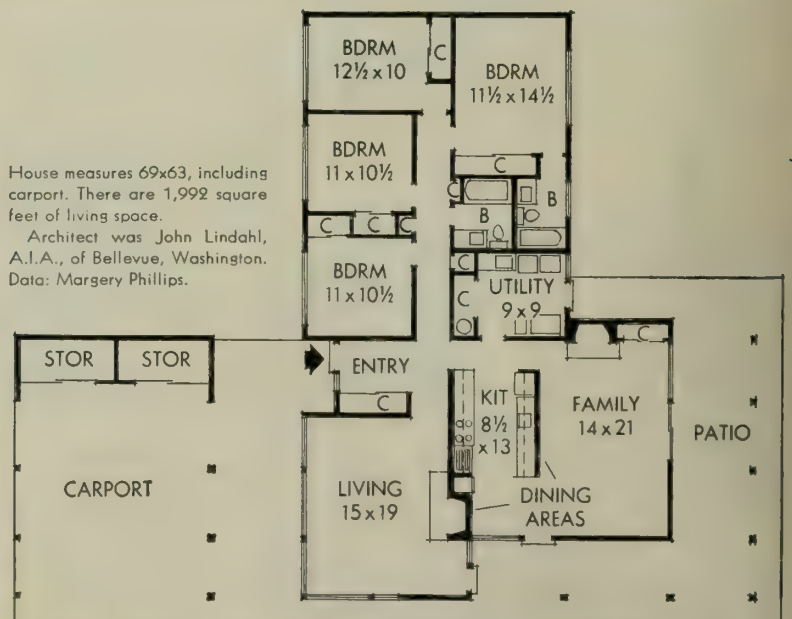 BDRM
12½ x 10
C
BDRM
11½ x 14½
House measures 69x63, including
carport. There are 1,992 square
feet of living space.
Architect was John Lindahl,
A.I.A., of Bellevue, Washington.
Data: Margery Phillips.
BDRM
11 x 10½
C
C
B
B
C
C
C
BDRM
11 x 10½
C
C
UTILITY
9 x 9
C
STOR
STOR
ENTRY
C
KIT
8½
x 13
FAMILY
14 x 21
PATIO
CARPORT
LIVING
15 x 19
DINING
AREAS